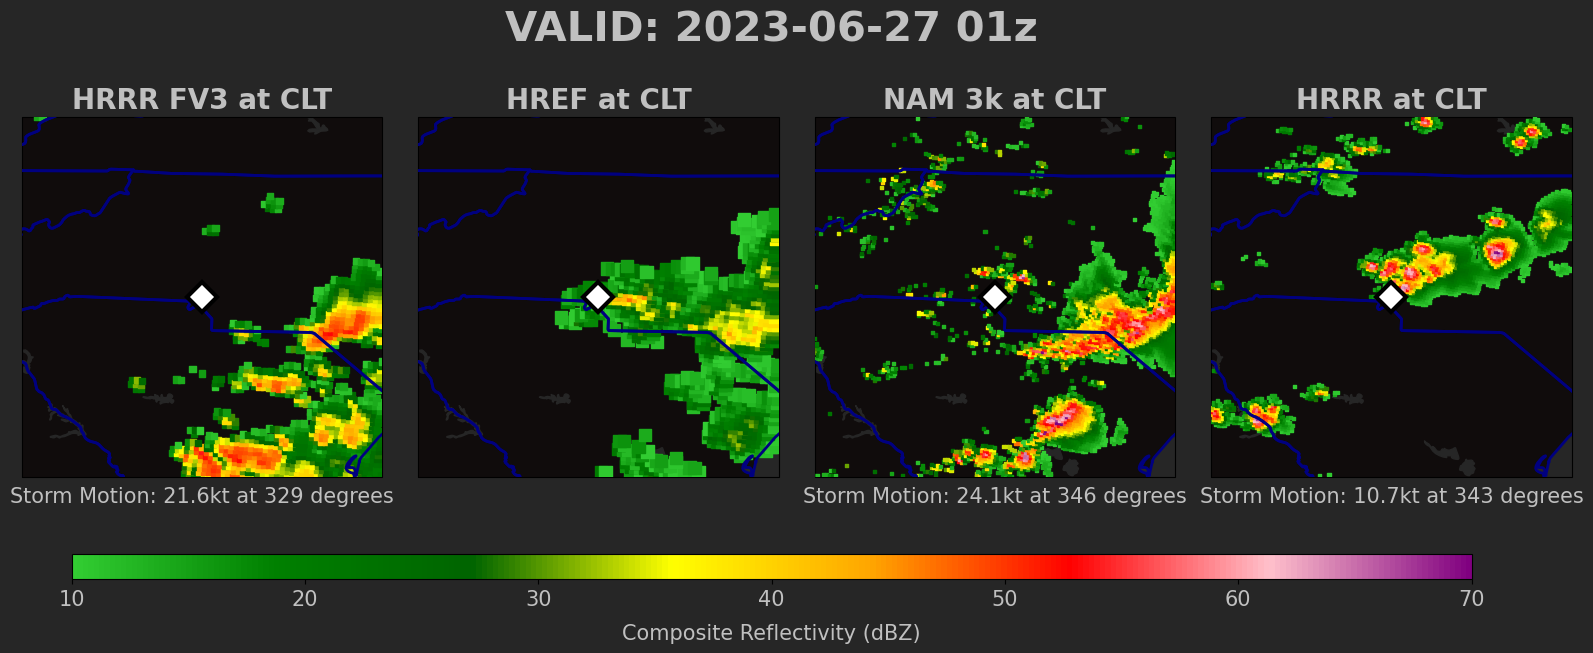 VALID: 2023-06-27 01z
HRRR FV3 at CLT
HREF at CLT
NAM 3k at CLT
HRRR at CLT
Storm Motion: 21.6kt at 329 degrees
Storm Motion: 24.1kt at 346 degrees
Storm Motion: 10.7kt at 343 degrees
10 20 30 40 50 60 70
Composite Reflectivity (dBZ)